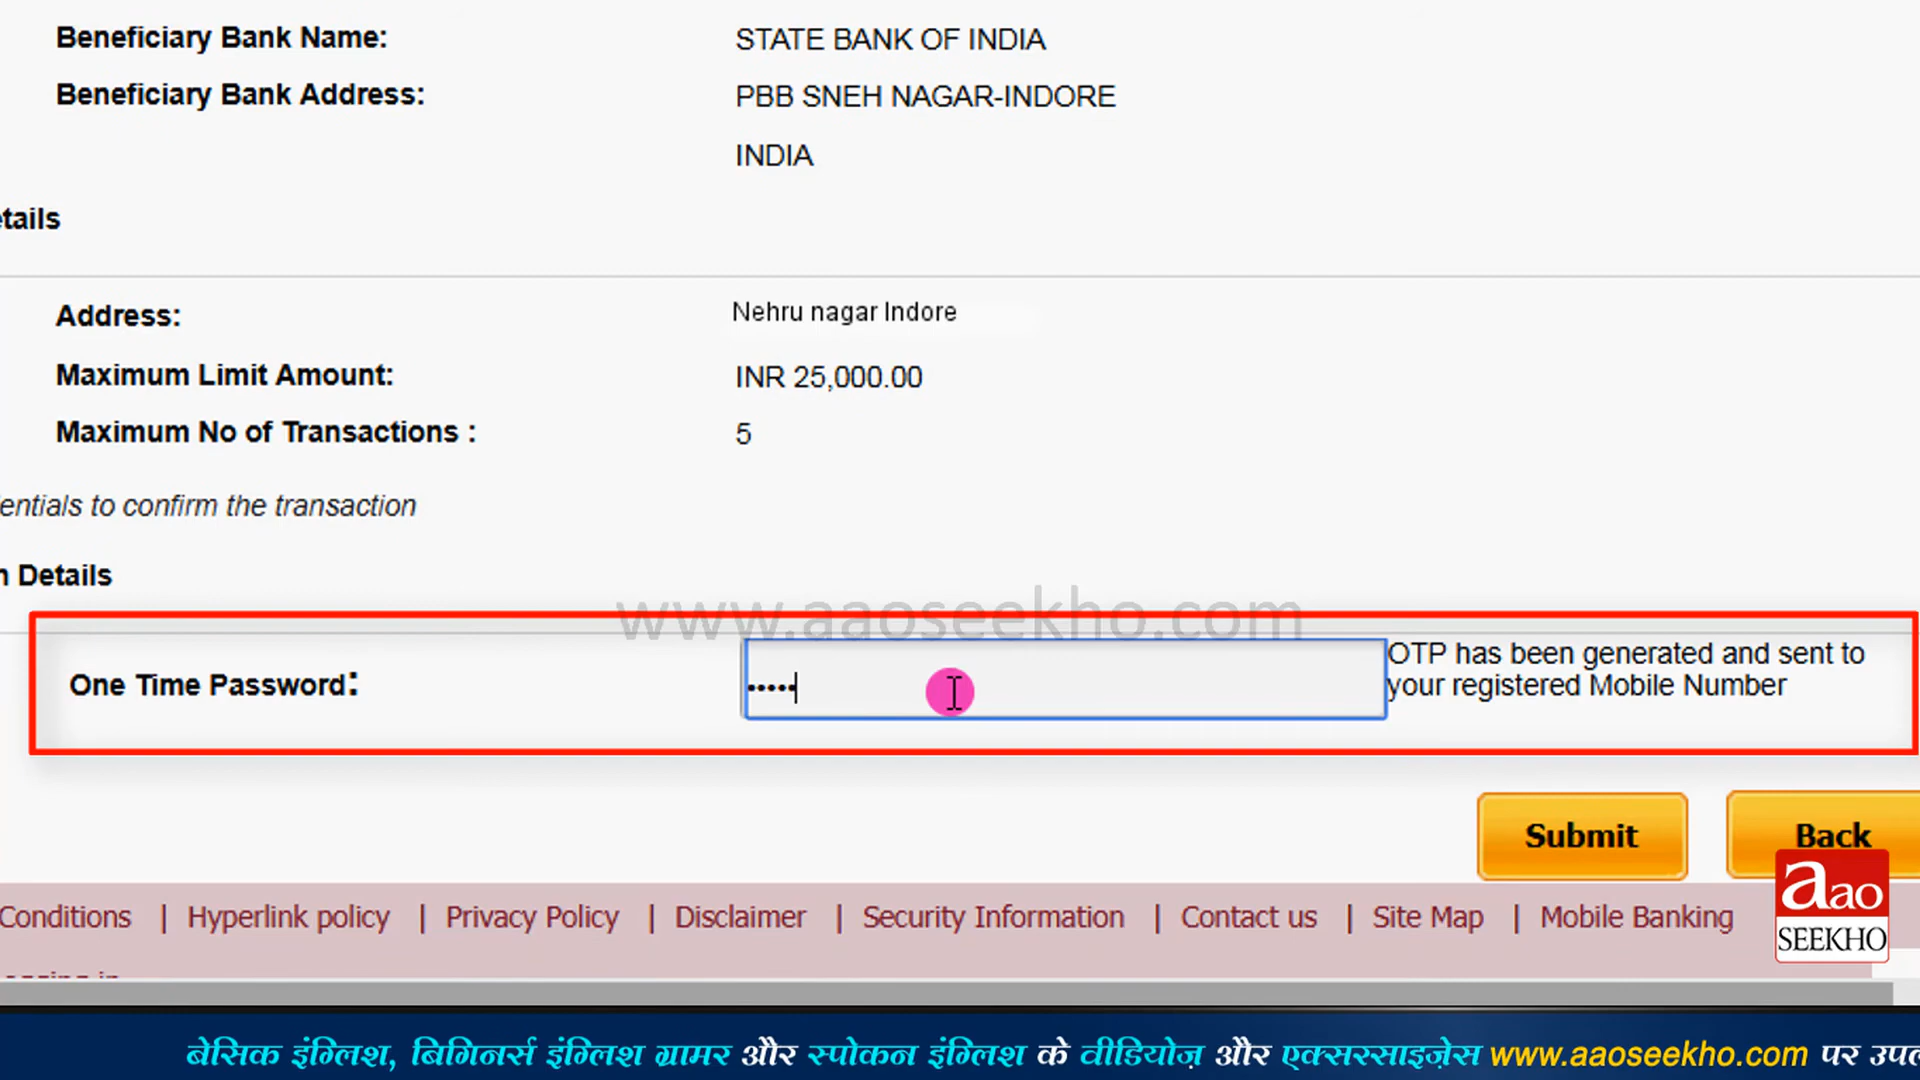 Beneficiary Bank Name: STATE BANK OF INDIA
Beneficiary Bank Address: PBB SNEH NAGAR-INDORE
INDIA
etails
Address: Nehru nagar Indore
Maximum Limit Amount: INR 25,000.00
Maximum No of Transactions : 5
entials to confirm the transaction
n Details
www.aaoseekho.com
One Time Password: ••••• OTP has been generated and sent to
your registered Mobile Number
Submit Back
Conditions | Hyperlink policy | Privacy Policy | Disclaimer | Security Information | Contact us | Site Map | Mobile Banking
aao
SEEKHO
बेसिक इंग्लिश, बिगिनर्स इंग्लिश ग्रामर और स्पोकन इंग्लिश के वीडियोज़ और एक्सरसाइज़ेस www.aaoseekho.com पर उपल